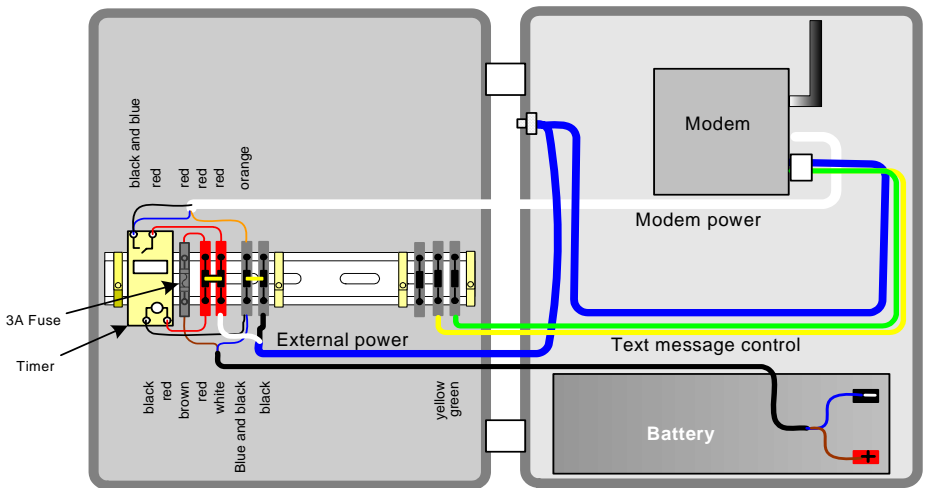 black and blue
red
red
red
red
orange
Modem
Modem power
3A Fuse
Timer
External power
Text message control
black
red
brown
red
white
Blue and black
black
yellow
green
Battery
+